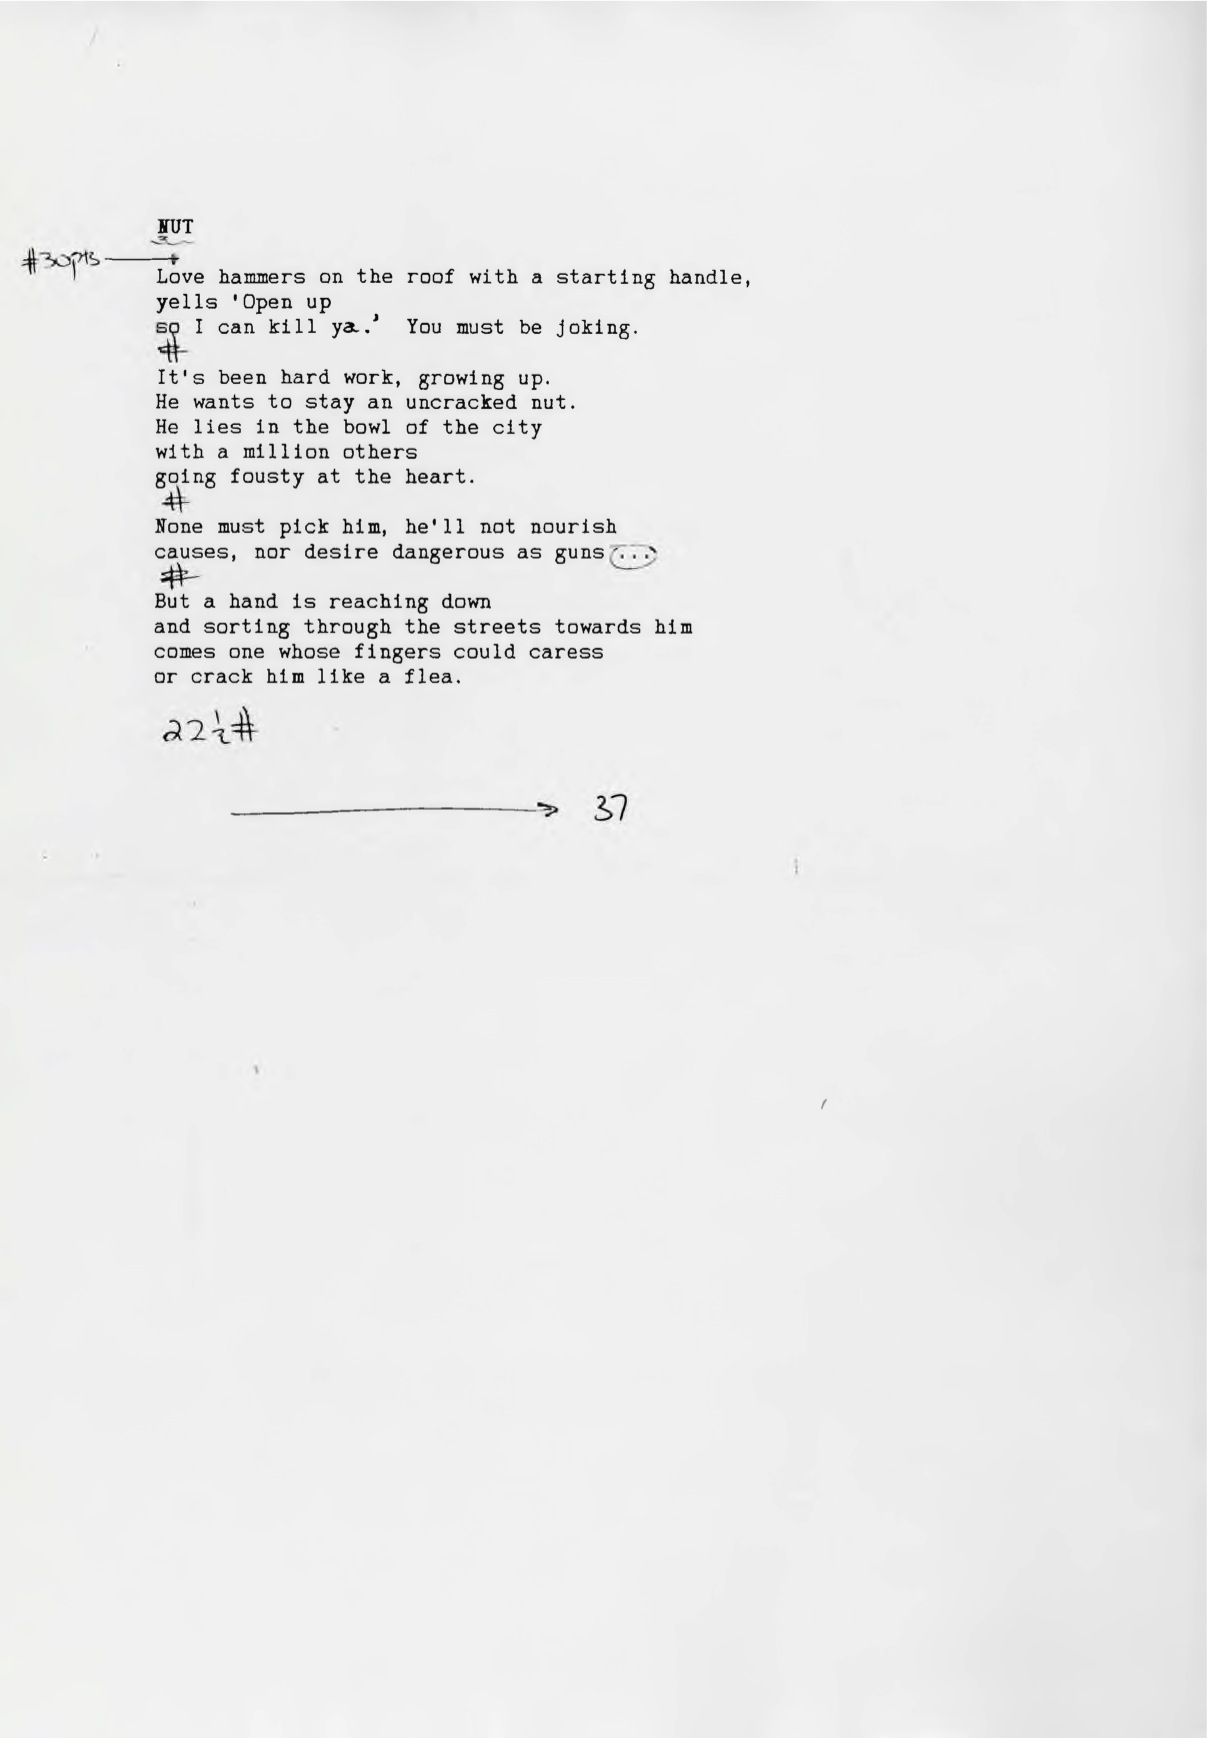 NUT
#30pts
Love hammers on the roof with a starting handle,
yells 'Open up
so I can kill ya.' You must be joking.
#
It's been hard work, growing up.
He wants to stay an uncracked nut.
He lies in the bowl of the city
with a million others
going fousty at the heart.
#
None must pick him, he'll not nourish
causes, nor desire dangerous as guns...
#
But a hand is reaching down
and sorting through the streets towards him
comes one whose fingers could caress
or crack him like a flea.
22½#
37